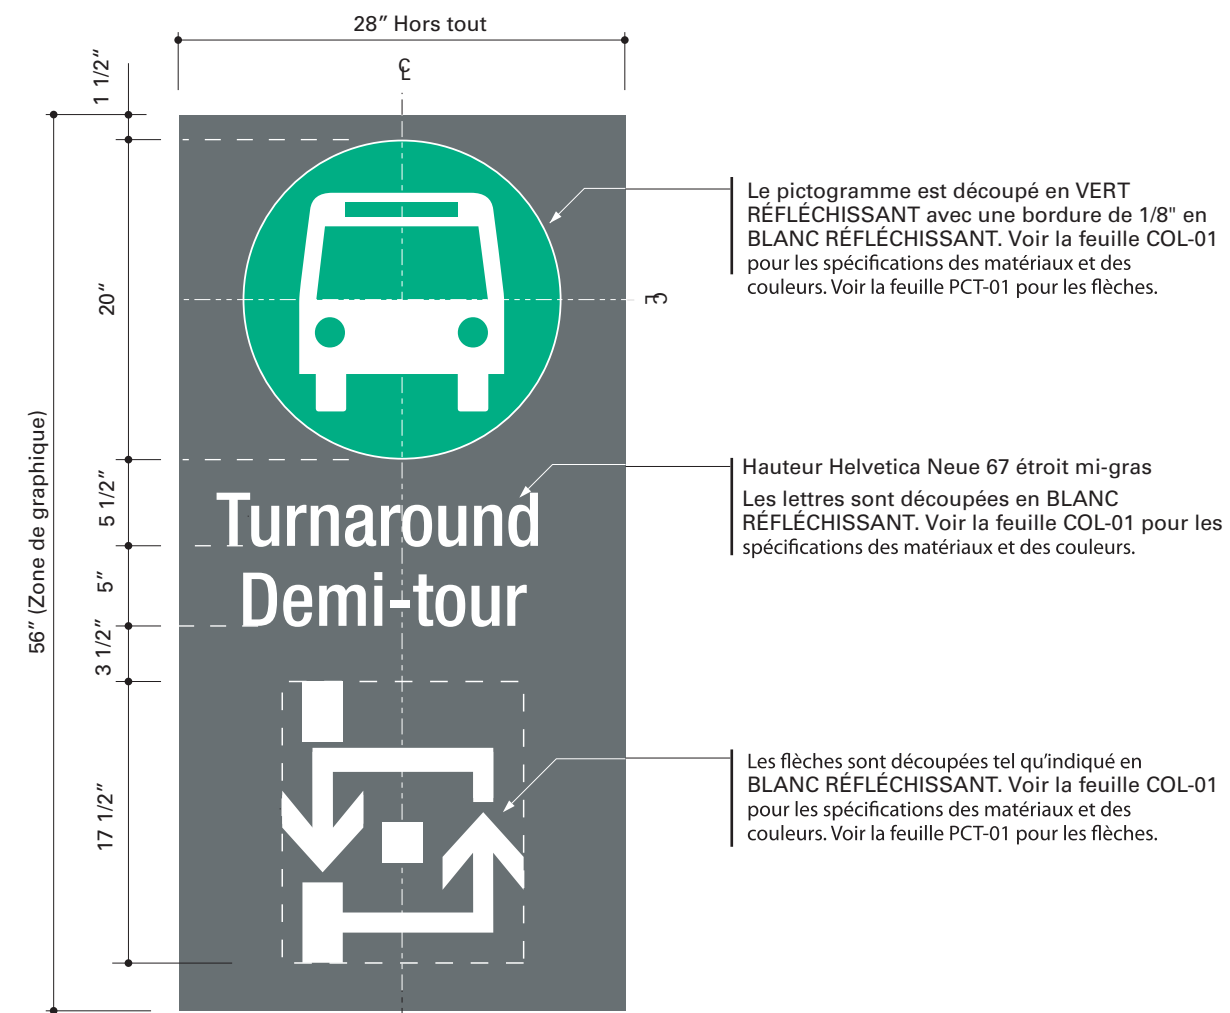 28” Hors tout
℄
1 1/2”
20”
℄
Le pictogramme est découpé en VERT
RÉFLÉCHISSANT avec une bordure de 1/8" en
BLANC RÉFLÉCHISSANT. Voir la feuille COL-01
pour les spécifications des matériaux et des
couleurs. Voir la feuille PCT-01 pour les flèches.
56” (Zone de graphique)
5 1/2”
Turnaround
Hauteur Helvetica Neue 67 étroit mi-gras
Les lettres sont découpées en BLANC
RÉFLÉCHISSANT. Voir la feuille COL-01 pour les
spécifications des matériaux et des couleurs.
5”
Demi-tour
3 1/2”
17 1/2”
Les flèches sont découpées tel qu’indiqué en
BLANC RÉFLÉCHISSANT. Voir la feuille COL-01
pour les spécifications des matériaux et des
couleurs. Voir la feuille PCT-01 pour les flèches.